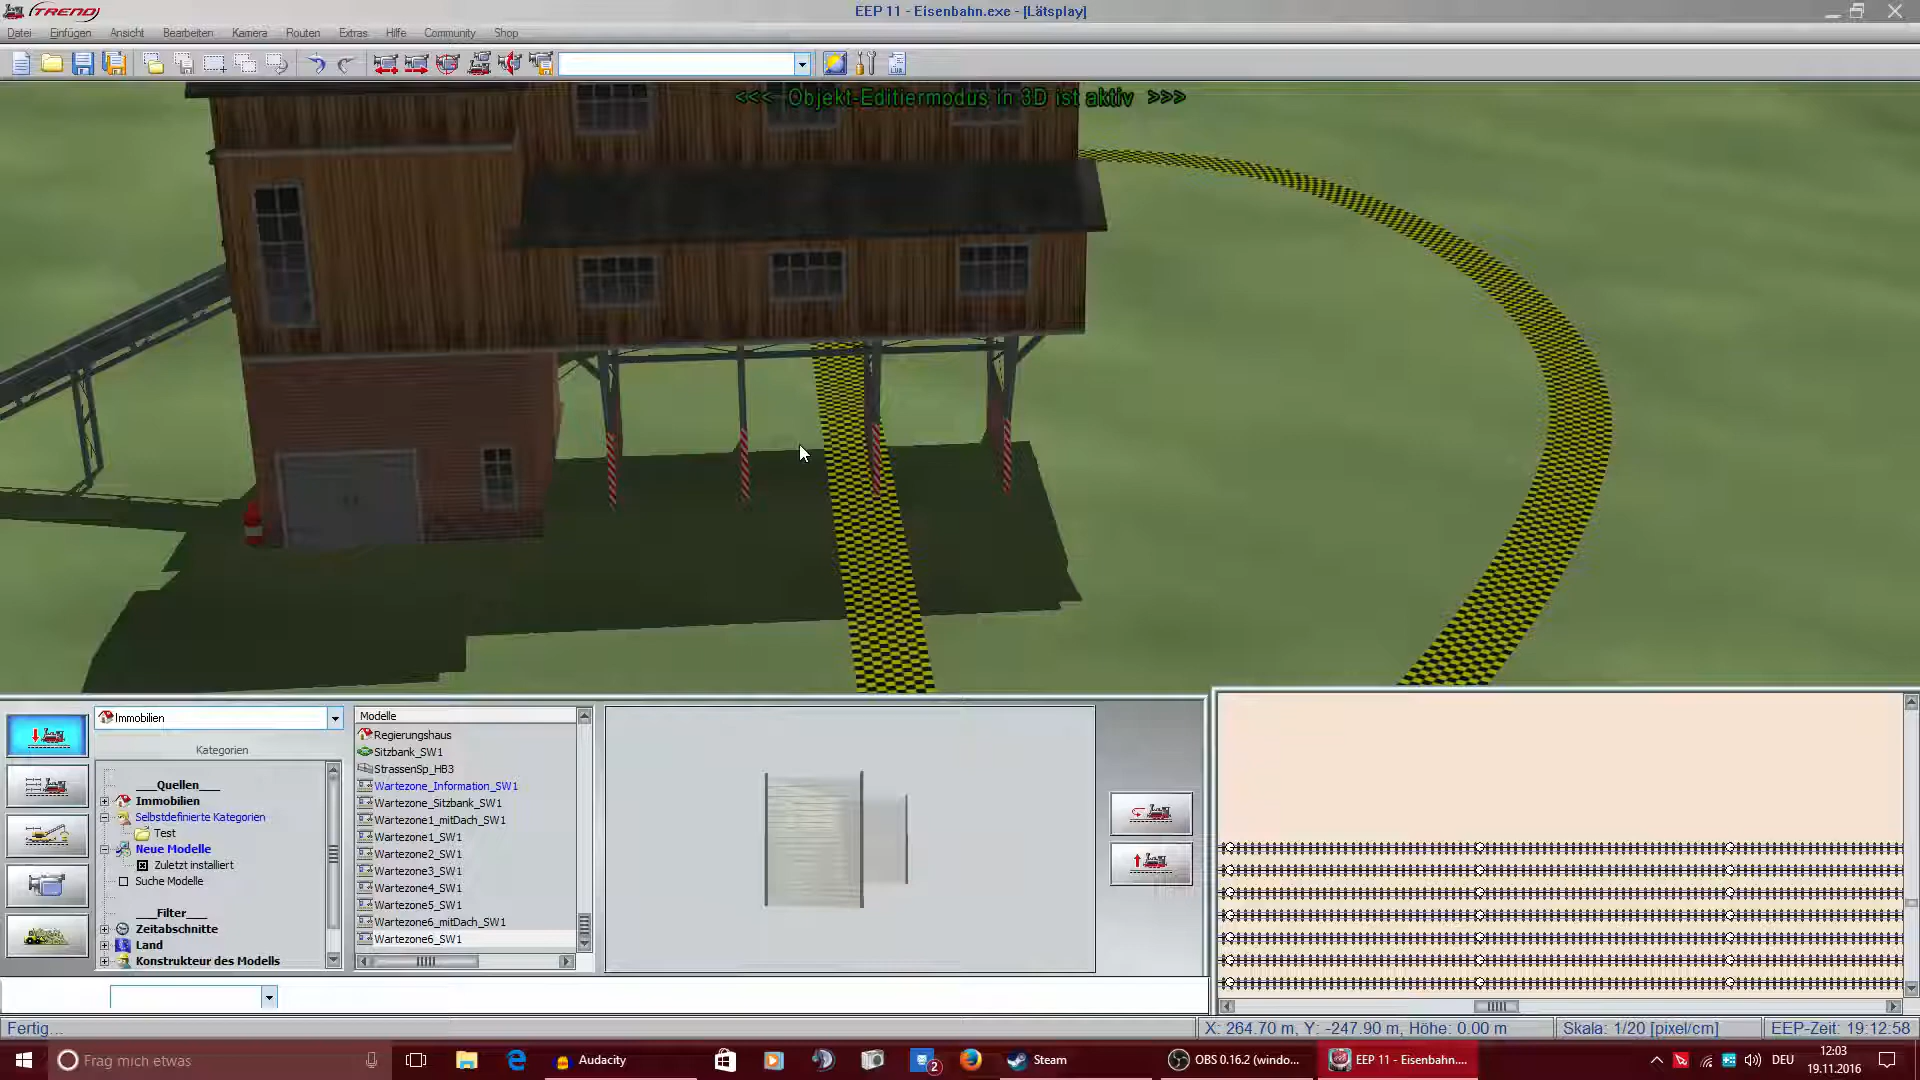 TREND
EEP 11 - Eisenbahn.exe - [Lätsplay]
Datei Einfügen Ansicht Bearbeiten Kamera Routen Extras Hilfe Community Shop
<<< Objekt-Editiermodus in 3D ist aktiv >>>
Immobilien
Kategorien
___Quellen___
Immobilien
Selbstdefinierte Kategorien
Test
Neue Modelle
Zuletzt installiert
Suche Modelle
___Filter___
Zeitabschnitte
Land
Konstrukteur des Modells
Modelle
Regierungshaus
Sitzbank_SW1
StrassenSp_HB3
Wartezone_Information_SW1
Wartezone_Sitzbank_SW1
Wartezone1_mitDach_SW1
Wartezone1_SW1
Wartezone2_SW1
Wartezone3_SW1
Wartezone4_SW1
Wartezone5_SW1
Wartezone6_mitDach_SW1
Wartezone6_SW1
Fertig...
X: 264.70 m, Y: -247.90 m, Höhe: 0.00 m
Skala: 1/20 [pixel/cm]
EEP-Zeit: 19:12:58
Frag mich etwas
Audacity
2
Steam
OBS 0.16.2 (windo...
EEP 11 - Eisenbahn....
DEU
12:03
19.11.2016